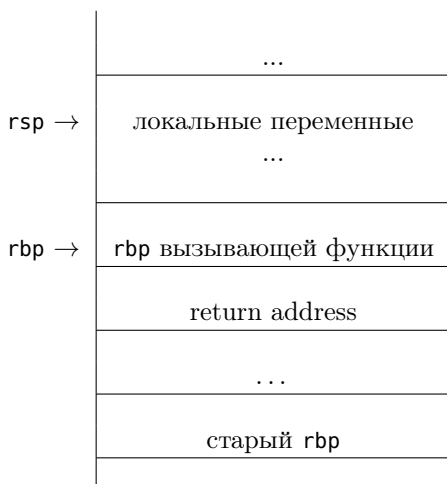 ...
rsp → локальные переменные
...
rbp → rbp вызывающей функции
return address
...
старый rbp